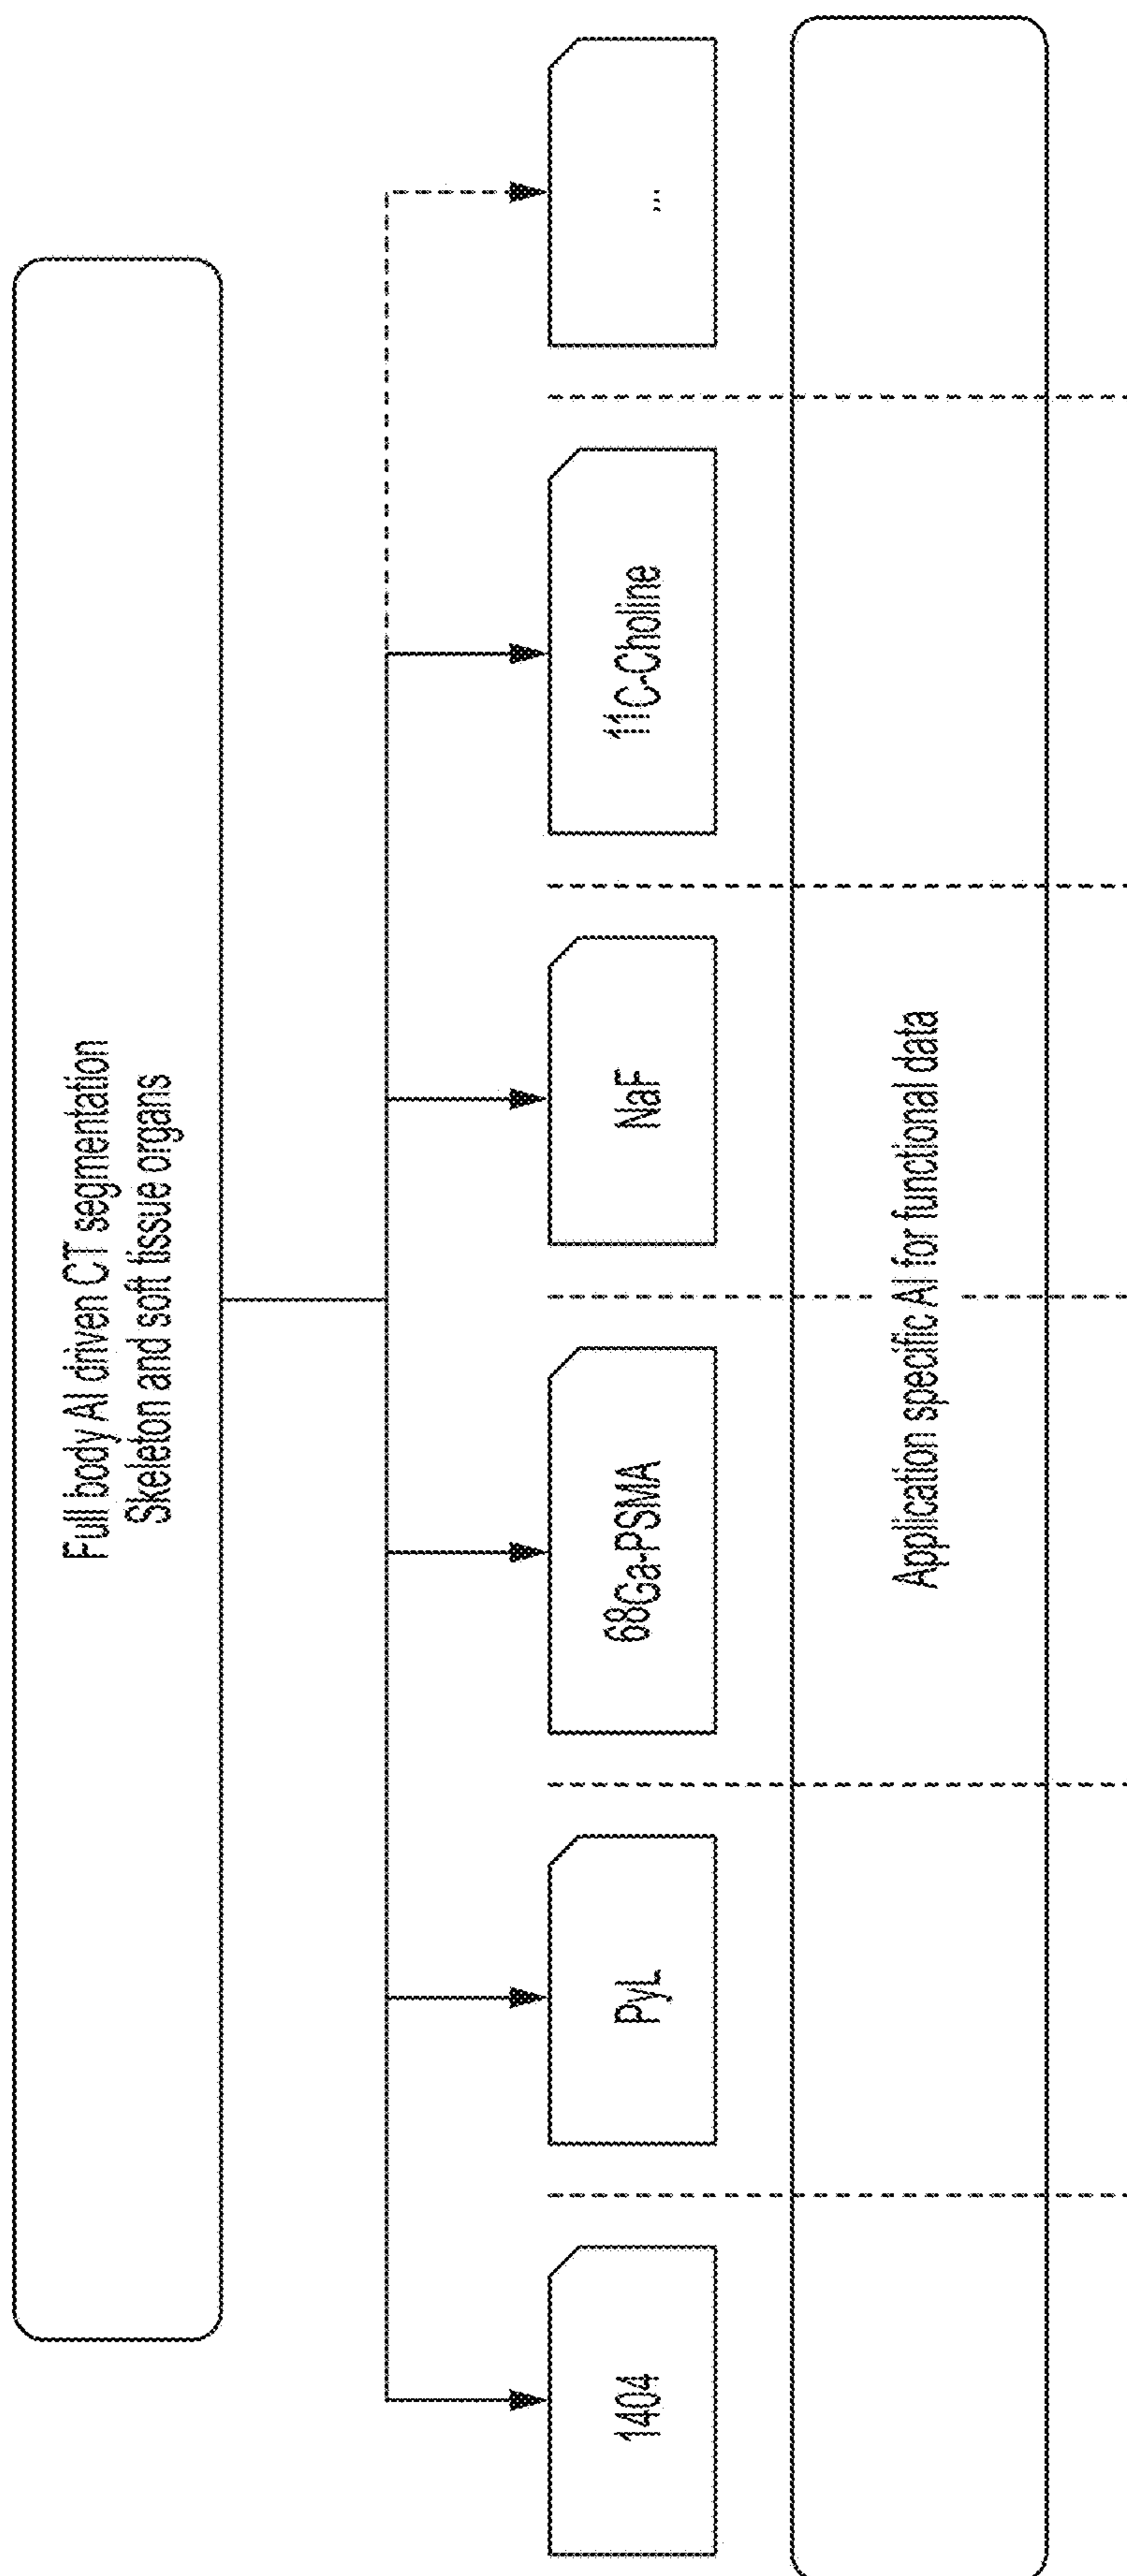 Full body AI driven CT segmentation
Skeleton and soft tissue organs
1404
PyL
68Ga-PSMA
NaF
11C-Choline
...
Application specific AI for functional data